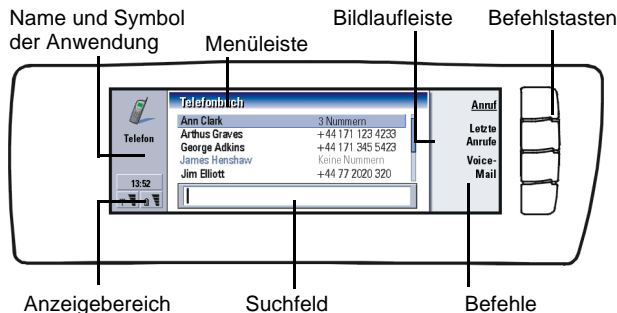 Name und Symbol
der Anwendung
Menüleiste
Bildlaufleiste
Befehlstasten
Telefon
13:52
Telefonbuch
Ann Clark 3 Nummern
Arthus Graves +44 171 123 4233
George Adkins +44 171 345 5423
James Henshaw Keine Nummern
Jim Elliott +44 77 2020 320
Anruf
Letzte
Anrufe
Voice-
Mail
Anzeigebereich
Suchfeld
Befehle